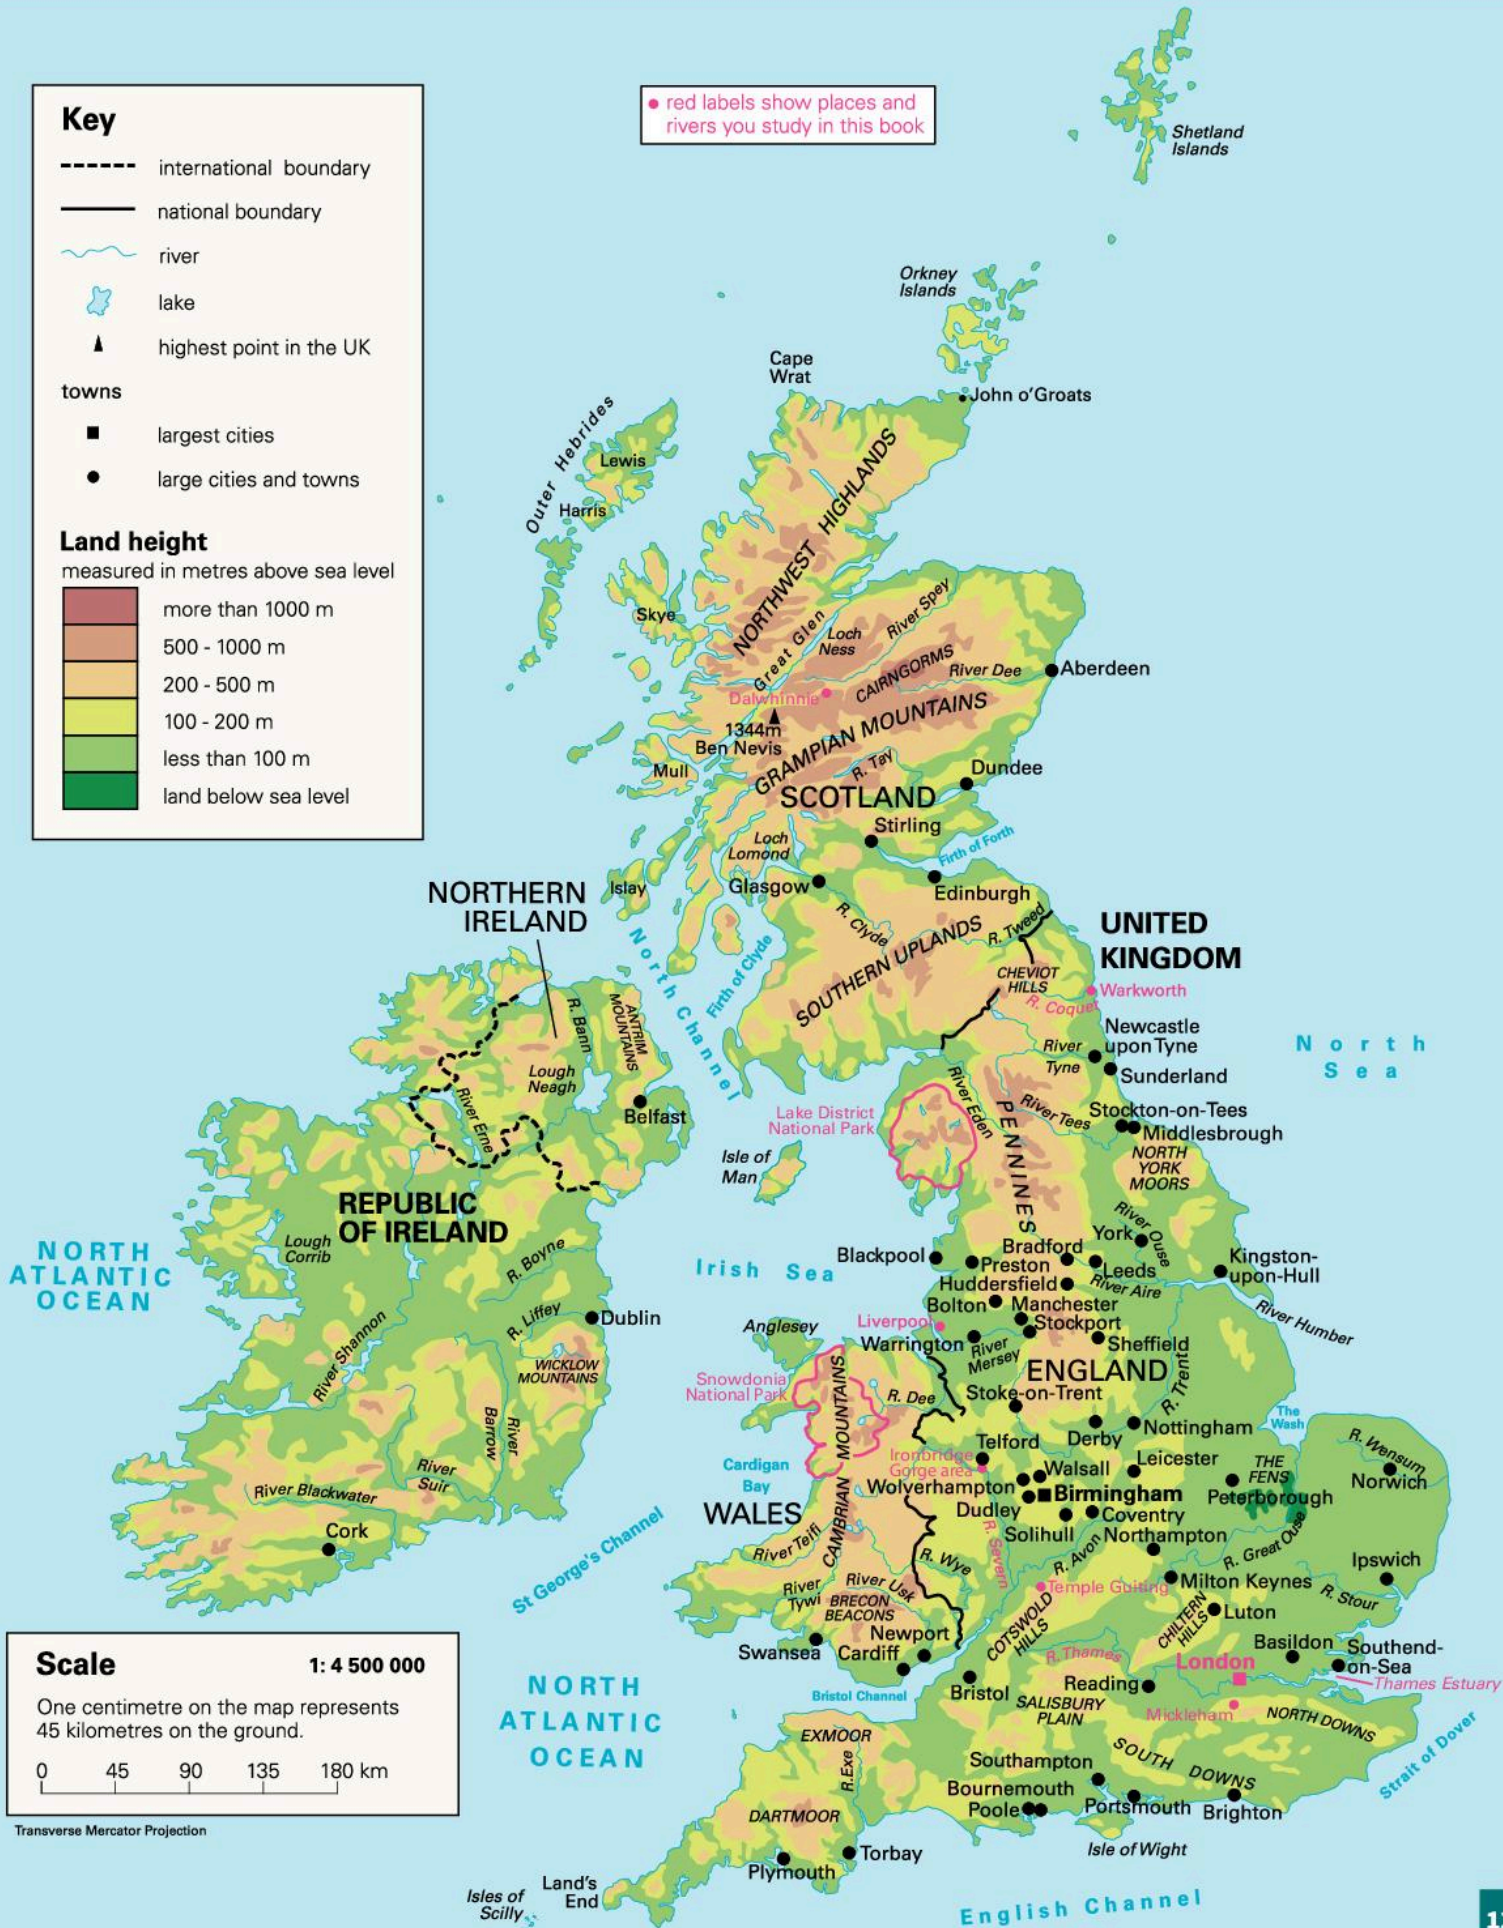 Key
international boundary
national boundary
river
lake
highest point in the UK
towns
largest cities
large cities and towns
Land height
measured in metres above sea level
more than 1000 m
500 - 1000 m
200 - 500 m
100 - 200 m
less than 100 m
land below sea level
red labels show places and
rivers you study in this book
Shetland
Islands
Orkney
Islands
Cape
Wrat
John o'Groats
Outer Hebrides
Lewis
Harris
NORTHWEST HIGHLANDS
Skye
Great Glen
Loch
Ness
River Spey
CAIRNGORMS
River Dee
Aberdeen
Dalwhinnie
1344m
Ben Nevis
GRAMPIAN MOUNTAINS
Mull
R. Tay
Dundee
SCOTLAND
Stirling
Loch
Lomond
Firth of Forth
Islay
Glasgow
Edinburgh
NORTHERN
IRELAND
R. Clyde
R. Tweed
UNITED
KINGDOM
North Channel
Firth of Clyde
SOUTHERN UPLANDS
CHEVIOT
HILLS
Warkworth
R. Coquet
R. Bann
ANTRIM
MOUNTAINS
Newcastle
upon Tyne
River
Tyne
Sunderland
North
Sea
Lough
Neagh
River Erne
Belfast
Lake District
National Park
River Eden
PENNINES
River Tees
Stockton-on-Tees
Middlesbrough
NORTH
YORK
MOORS
Isle of
Man
REPUBLIC
OF IRELAND
Lough
Corrib
R. Boyne
NORTH
ATLANTIC
OCEAN
Irish Sea
Blackpool
Preston
Bradford
York
River Ouse
Leeds
Kingston-
upon-Hull
Huddersfield
River Aire
River Humber
Bolton
Manchester
Stockport
River Shannon
R. Liffey
Dublin
Anglesey
Liverpool
Warrington
River
Mersey
Sheffield
WICKLOW
MOUNTAINS
ENGLAND
R. Trent
Snowdonia
National Park
R. Dee
Stoke-on-Trent
CAMBRIAN MOUNTAINS
Derby
Nottingham
The
Wash
R. Wensum
River
Barrow
Telford
Ironbridge
Gorge area
Walsall
Leicester
THE
FENS
Norwich
Cardigan
Bay
Wolverhampton
Birmingham
Peterborough
River
Suir
River Blackwater
WALES
Dudley
Coventry
Solihull
Northampton
Cork
St George's Channel
River Teifi
R. Wye
R. Severn
R. Avon
R. Great Ouse
Ipswich
Temple Guiting
Milton Keynes
R. Stour
River
Tywi
River Usk
BRECON
BEACONS
COTSWOLD
HILLS
CHILTERN
HILLS
Luton
Newport
Swansea
Cardiff
R. Thames
London
Basildon
Southend-
on-Sea
Thames Estuary
Bristol Channel
Bristol
Reading
SALISBURY
PLAIN
Mickleham
NORTH DOWNS
Scale
1: 4 500 000
One centimetre on the map represents
45 kilometres on the ground.
0 45 90 135 180 km
Transverse Mercator Projection
NORTH
ATLANTIC
OCEAN
EXMOOR
R.Exe
Southampton
SOUTH DOWNS
Strait of Dover
Bournemouth
Poole
Portsmouth
Brighton
DARTMOOR
Isle of Wight
Torbay
Plymouth
Land's
End
Isles of
Scilly
English Channel